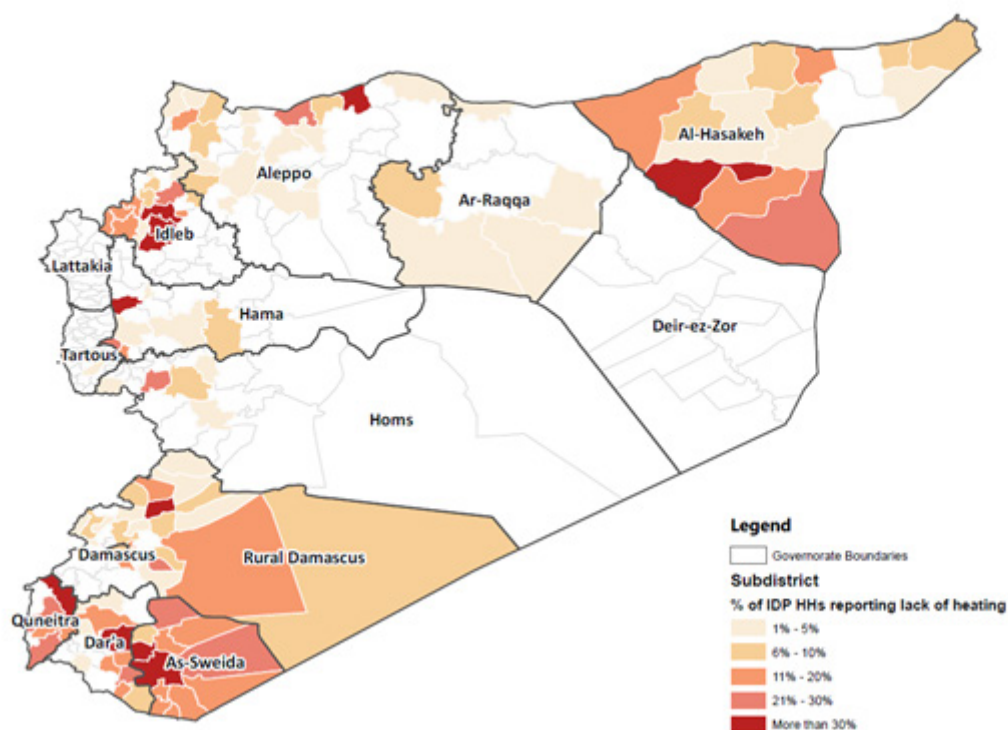 Al-Hasakeh
Aleppo
Ar-Raqqa
Idleb
Lattakia
Hama
Deir-ez-Zor
Tartous
Homs
Damascus
Rural Damascus
Quneitra
Dar'a
As-Sweida
Legend
Governorate Boundaries
Subdistrict
% of IDP HHs reporting lack of heating
1% - 5%
6% - 10%
11% - 20%
21% - 30%
More than 30%